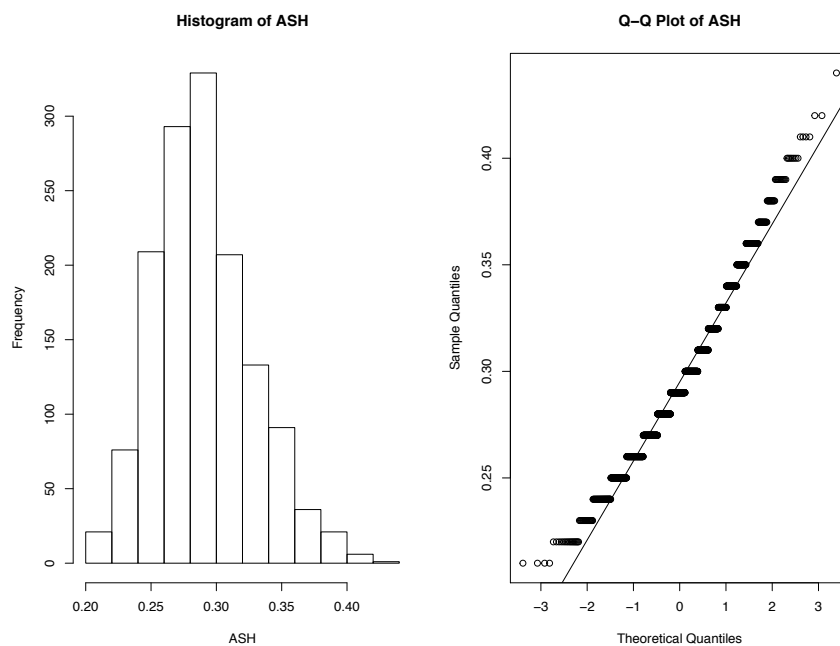 Histogram of ASH
Frequency
0
50
100
150
200
250
300
0.20 0.25 0.30 0.35 0.40
ASH
Q−Q Plot of ASH
Sample Quantiles
0.25
0.30
0.35
0.40
−3 −2 −1 0 1 2 3
Theoretical Quantiles